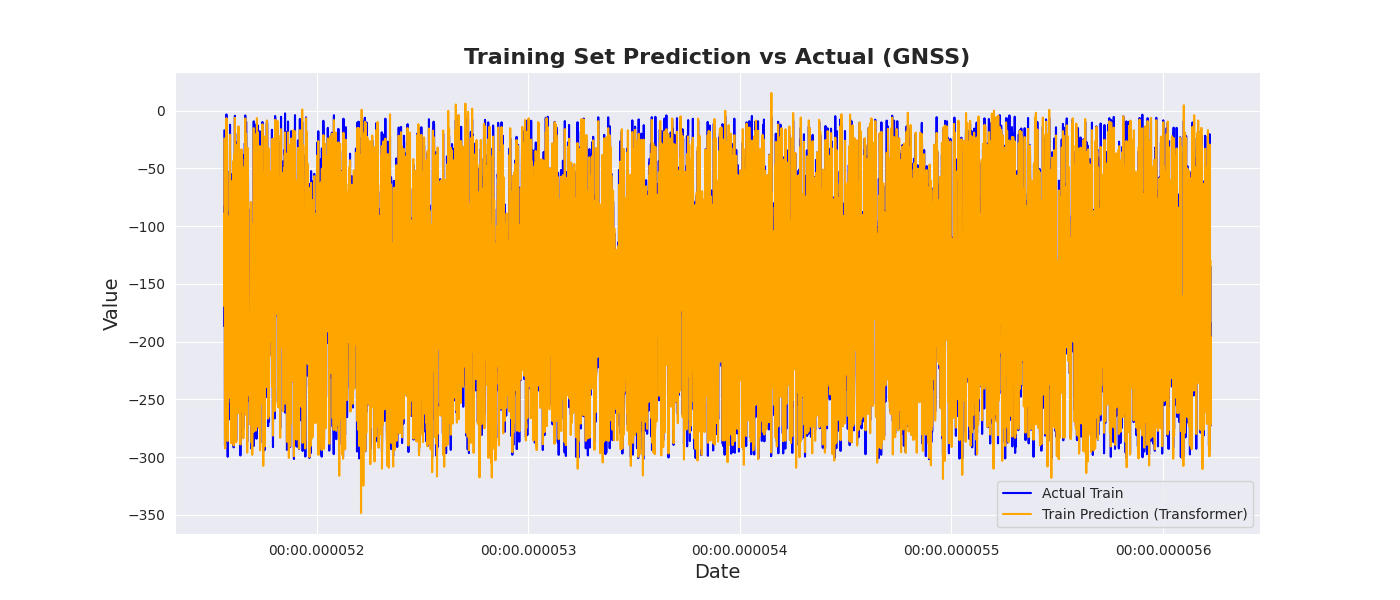 Training Set Prediction vs Actual (GNSS)
Value
0
−50
−100
−150
−200
−250
−300
−350
Actual Train
Train Prediction (Transformer)
00:00.000052
00:00.000053
00:00.000054
00:00.000055
00:00.000056
Date